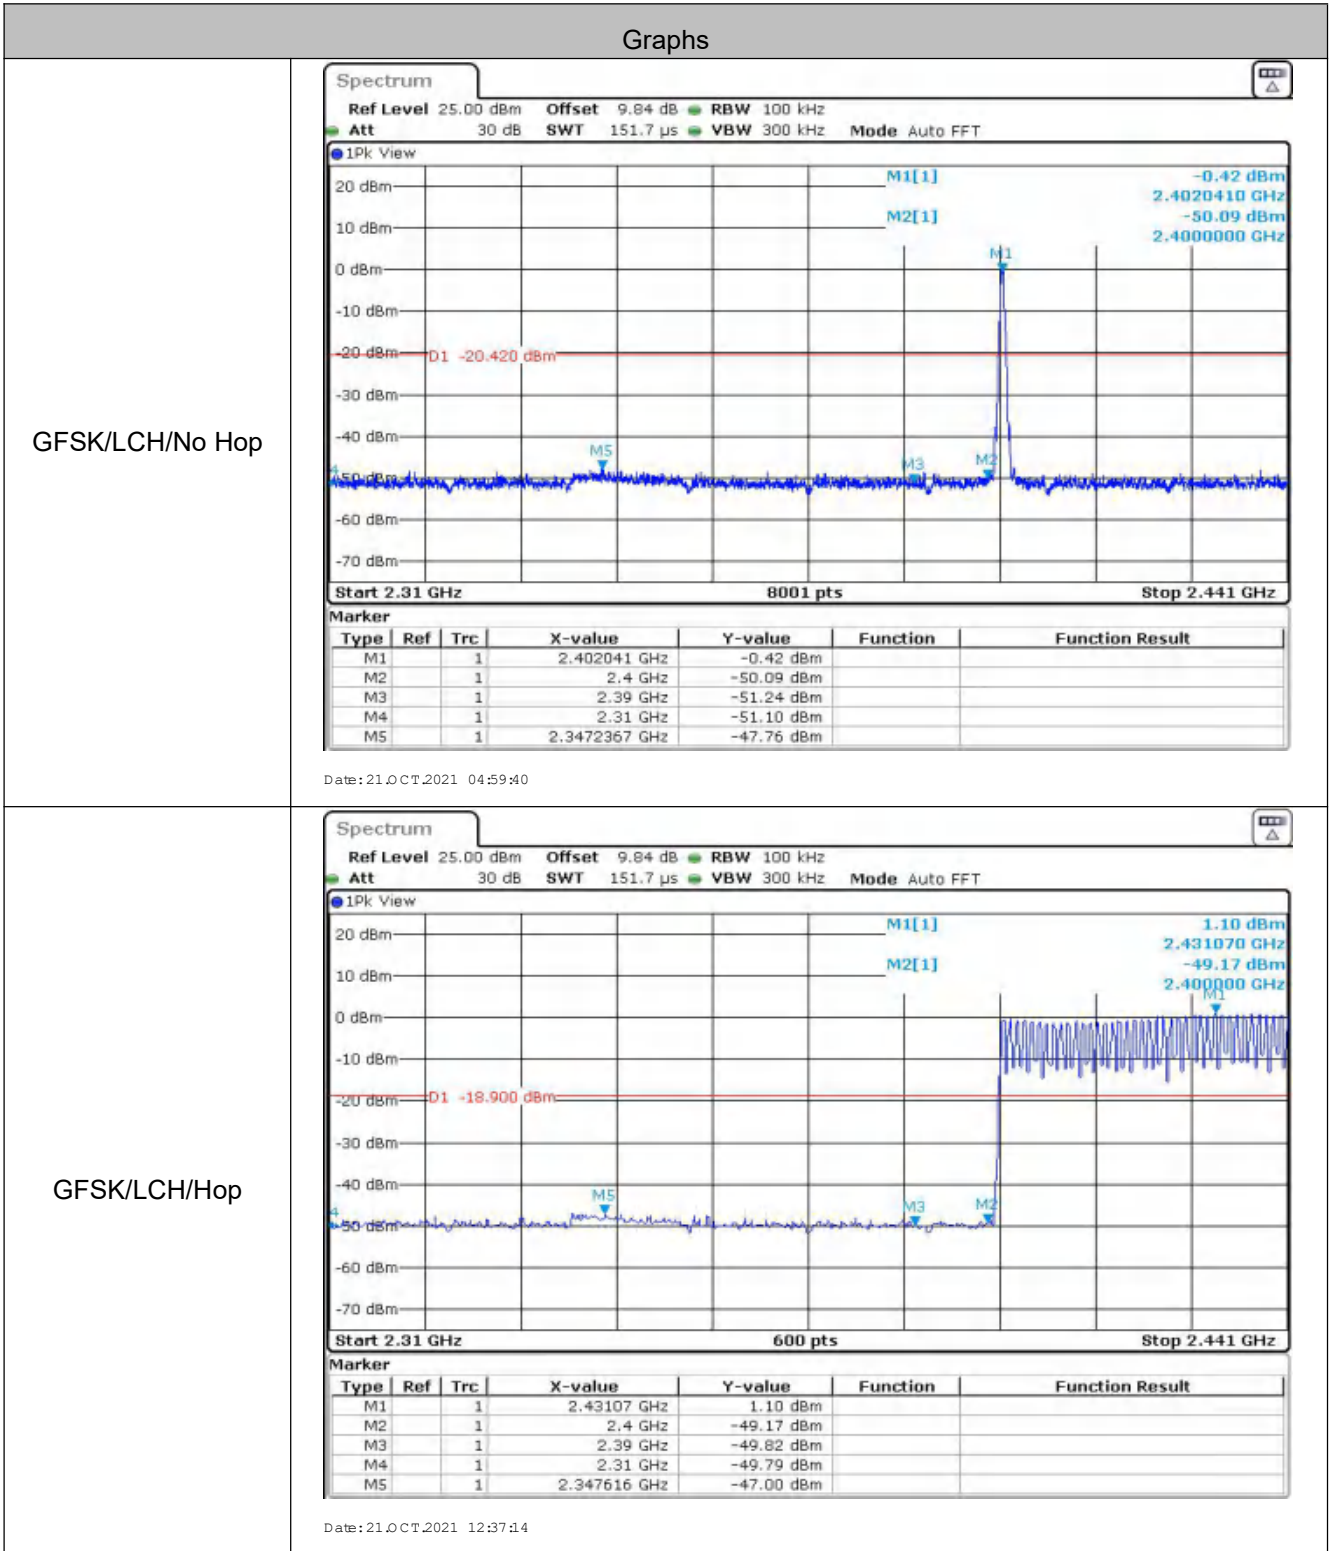 Graphs
GFSK/LCH/No Hop
Spectrum
Ref Level 25.00 dBm Offset 9.84 dB RBW 100 kHz
Att 30 dB SWT 151.7 µs VBW 300 kHz Mode Auto FFT
1Pk View
M1[1] -0.42 dBm
2.4020410 GHz
M2[1] -50.09 dBm
2.4000000 GHz
20 dBm
10 dBm
M1
0 dBm
-10 dBm
-20 dBm
D1 -20.420 dBm
-30 dBm
-40 dBm
M5
M3
M2
4
-50 dBm
-60 dBm
-70 dBm
Start 2.31 GHz 8001 pts Stop 2.441 GHz
Marker
Type Ref Trc X-value Y-value Function Function Result
M1 1 2.402041 GHz -0.42 dBm
M2 1 2.4 GHz -50.09 dBm
M3 1 2.39 GHz -51.24 dBm
M4 1 2.31 GHz -51.10 dBm
M5 1 2.3472367 GHz -47.76 dBm
Date:21.OCT.2021 04:59:40
GFSK/LCH/Hop
Spectrum
Ref Level 25.00 dBm Offset 9.84 dB RBW 100 kHz
Att 30 dB SWT 151.7 µs VBW 300 kHz Mode Auto FFT
1Pk View
M1[1] 1.10 dBm
2.431070 GHz
M2[1] -49.17 dBm
2.400000 GHz
20 dBm
10 dBm
M1
0 dBm
-10 dBm
-20 dBm
D1 -18.900 dBm
-30 dBm
-40 dBm
M5
M3
M2
4
-50 dBm
-60 dBm
-70 dBm
Start 2.31 GHz 600 pts Stop 2.441 GHz
Marker
Type Ref Trc X-value Y-value Function Function Result
M1 1 2.43107 GHz 1.10 dBm
M2 1 2.4 GHz -49.17 dBm
M3 1 2.39 GHz -49.82 dBm
M4 1 2.31 GHz -49.79 dBm
M5 1 2.347616 GHz -47.00 dBm
Date:21.OCT.2021 12:37:14